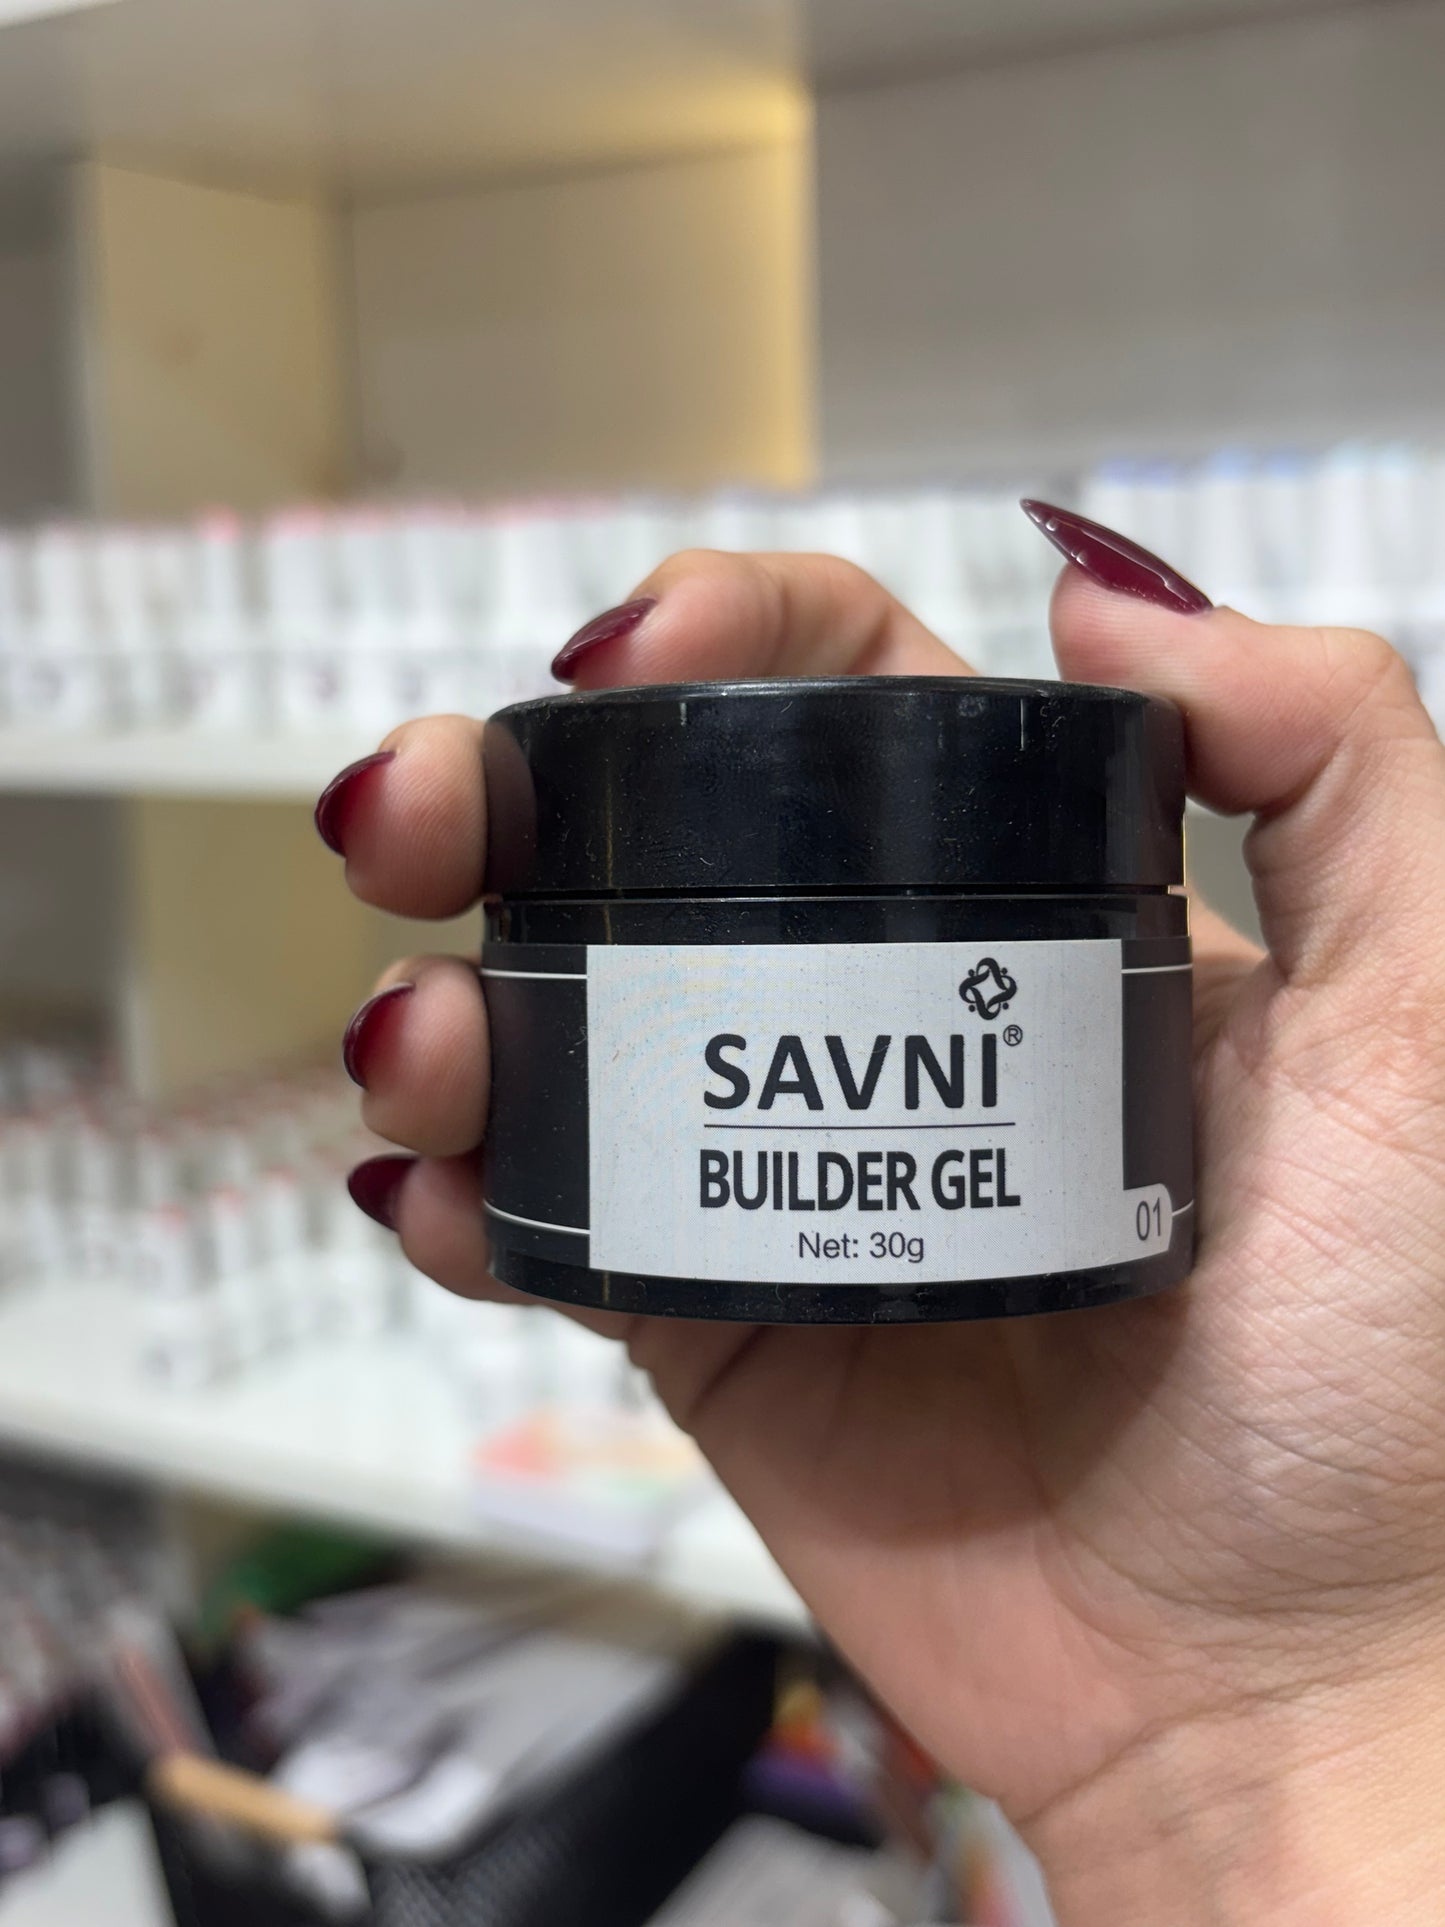 SAVNI®
BUILDER GEL
Net: 30g
01